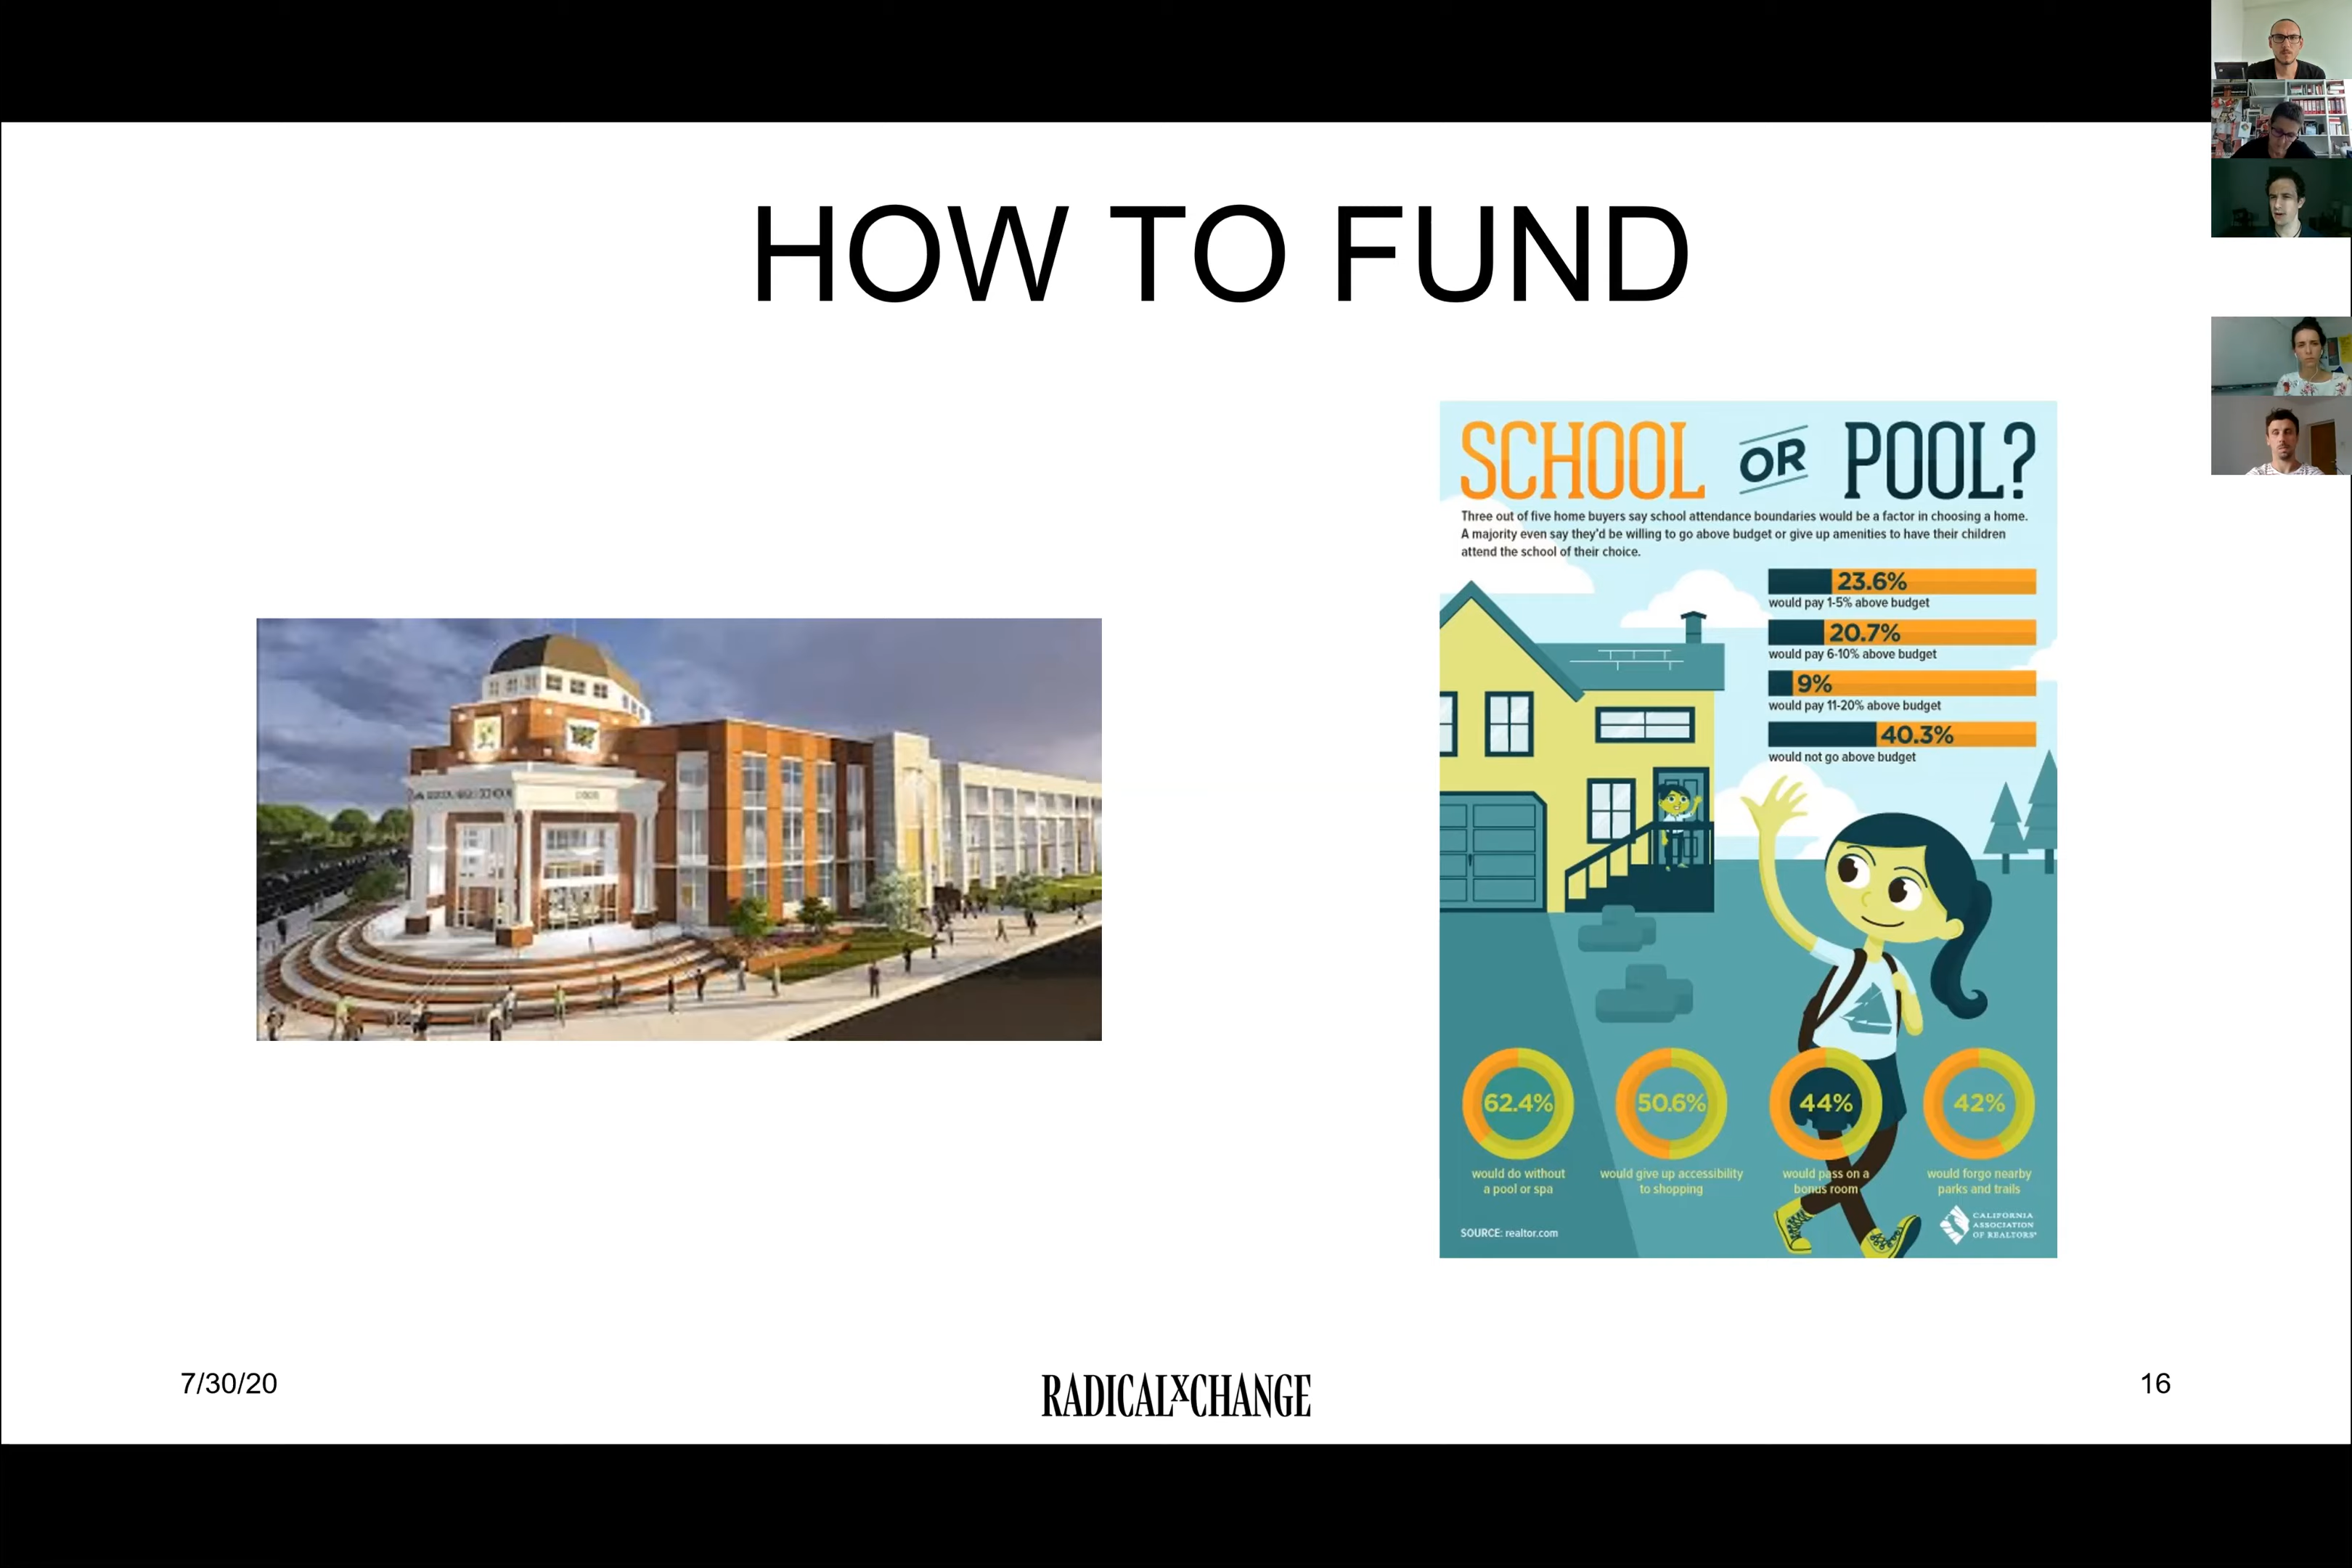 HOW TO FUND
HIGH SCHOOL
SCHOOL OR POOL?
Three out of five home buyers say school attendance boundaries would be a factor in choosing a home.
A majority even say they'd be willing to go above budget or give up amenities to have their children
attend the school of their choice.
23.6%
would pay 1-5% above budget
20.7%
would pay 6-10% above budget
9%
would pay 11-20% above budget
40.3%
would not go above budget
62.4%
would do without
a pool or spa
50.6%
would give up accessibility
to shopping
44%
would pass on a
bonus room
42%
would forgo nearby
parks and trails
SOURCE: realtor.com
CALIFORNIA
ASSOCIATION
OF REALTORS®
7/30/20
RADICALXCHANGE
16